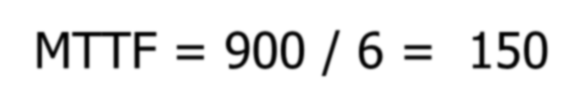 MTTF = 900 / 6 = 150